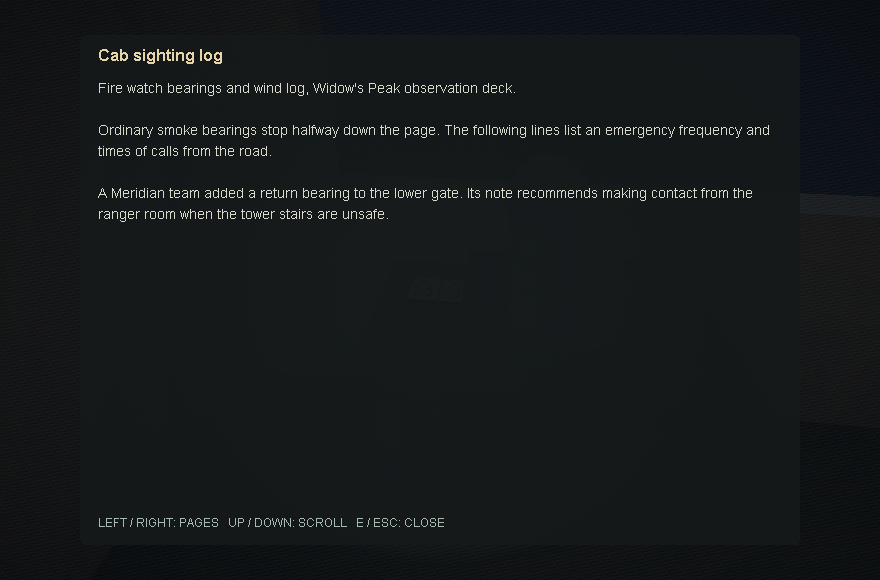 Cab sighting log
Fire watch bearings and wind log, Widow's Peak observation deck.
Ordinary smoke bearings stop halfway down the page. The following lines list an emergency frequency and
times of calls from the road.
A Meridian team added a return bearing to the lower gate. Its note recommends making contact from the
ranger room when the tower stairs are unsafe.
LEFT / RIGHT: PAGES   UP / DOWN: SCROLL   E / ESC: CLOSE